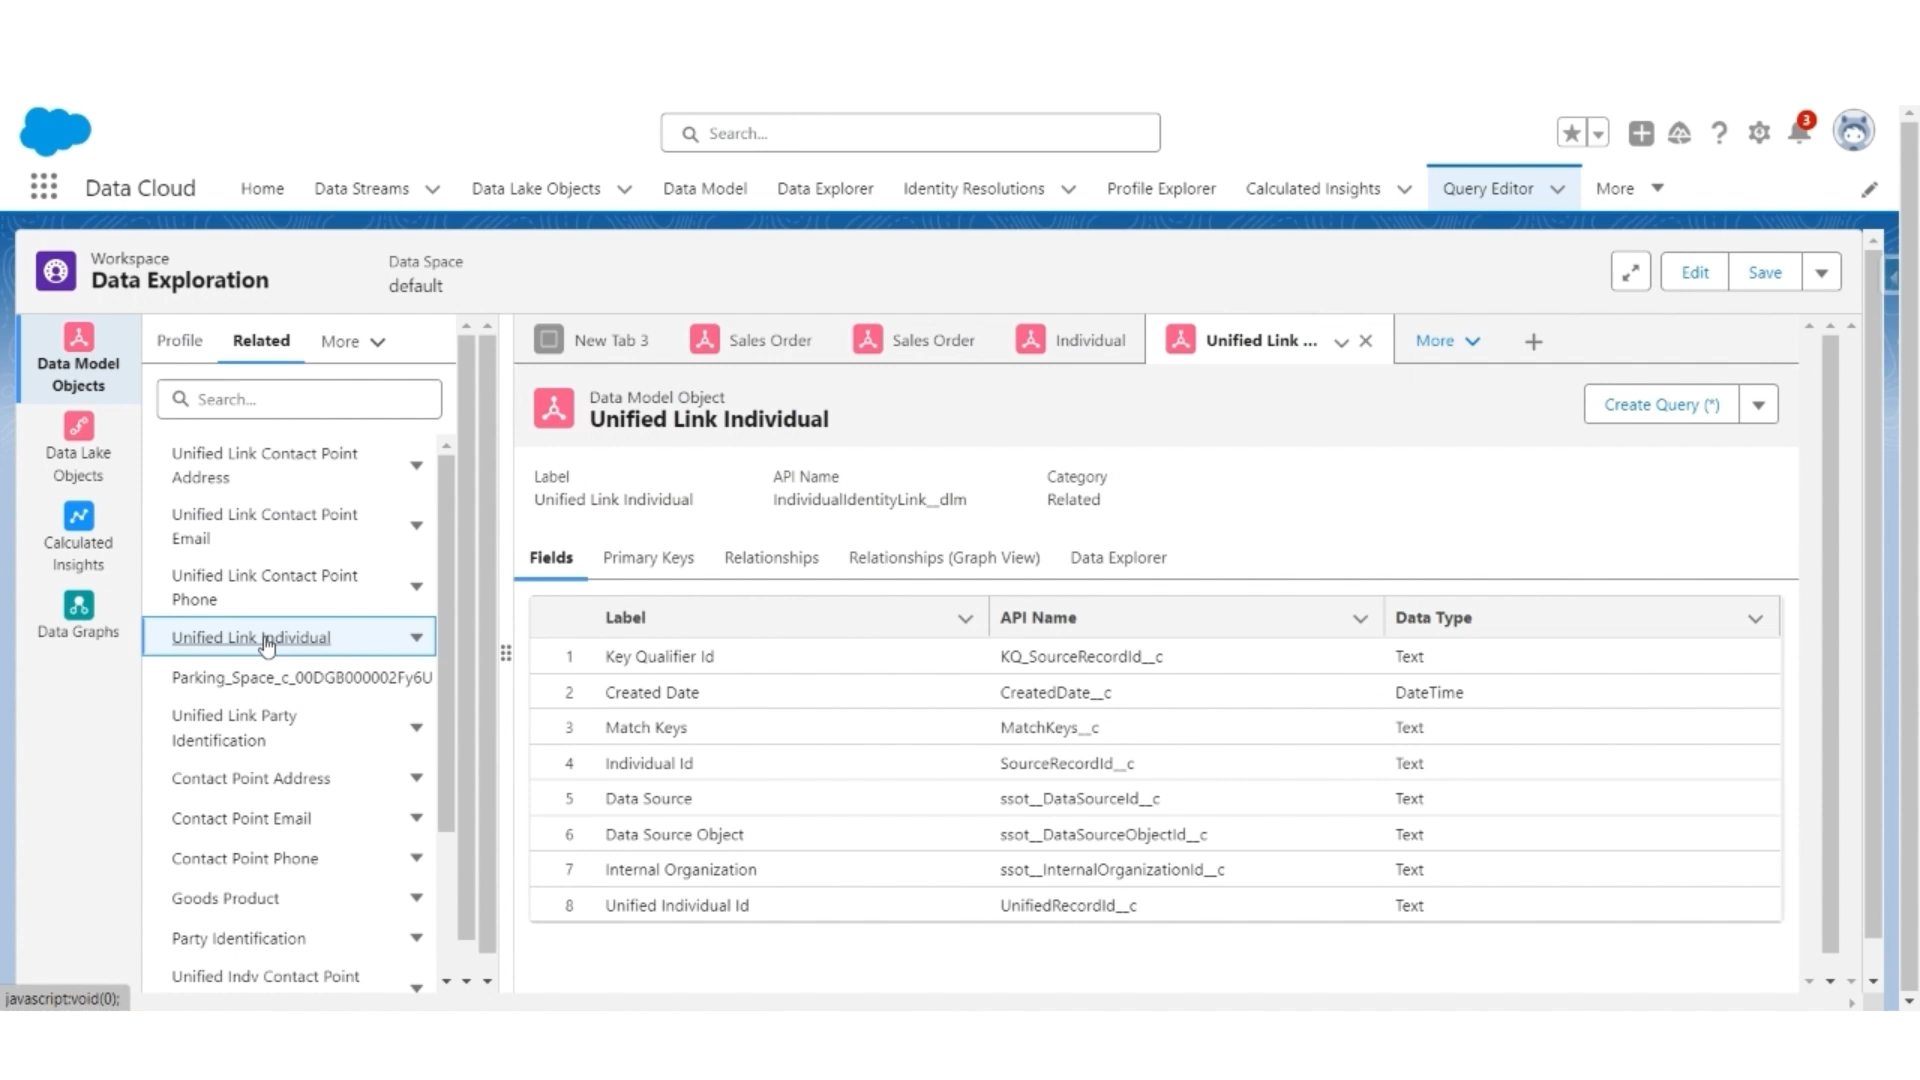 Search...
3
Data Cloud
Home
Data Streams
Data Lake Objects
Data Model
Data Explorer
Identity Resolutions
Profile Explorer
Calculated Insights
Query Editor
More
Workspace
Data Exploration
Data Space
default
Edit
Save
Data Model
Objects
Data Lake
Objects
Calculated
Insights
Data Graphs
Profile
Related
More
Search...
Unified Link Contact Point
Address
Unified Link Contact Point
Email
Unified Link Contact Point
Phone
Unified Link Individual
Parking_Space_c_00DGB000002Fy6U
Unified Link Party
Identification
Contact Point Address
Contact Point Email
Contact Point Phone
Goods Product
Party Identification
Unified Indv Contact Point
New Tab 3
Sales Order
Sales Order
Individual
Unified Link ...
More
Data Model Object
Unified Link Individual
Create Query (*)
Label
API Name
Category
Unified Link Individual
IndividualIdentityLink__dlm
Related
Fields
Primary Keys
Relationships
Relationships (Graph View)
Data Explorer
Label API Name Data Type
1 Key Qualifier Id KQ_SourceRecordId__c Text
2 Created Date CreatedDate__c DateTime
3 Match Keys MatchKeys__c Text
4 Individual Id SourceRecordId__c Text
5 Data Source ssot__DataSourceId__c Text
6 Data Source Object ssot__DataSourceObjectId__c Text
7 Internal Organization ssot__InternalOrganizationId__c Text
8 Unified Individual Id UnifiedRecordId__c Text
javascript:void(0);